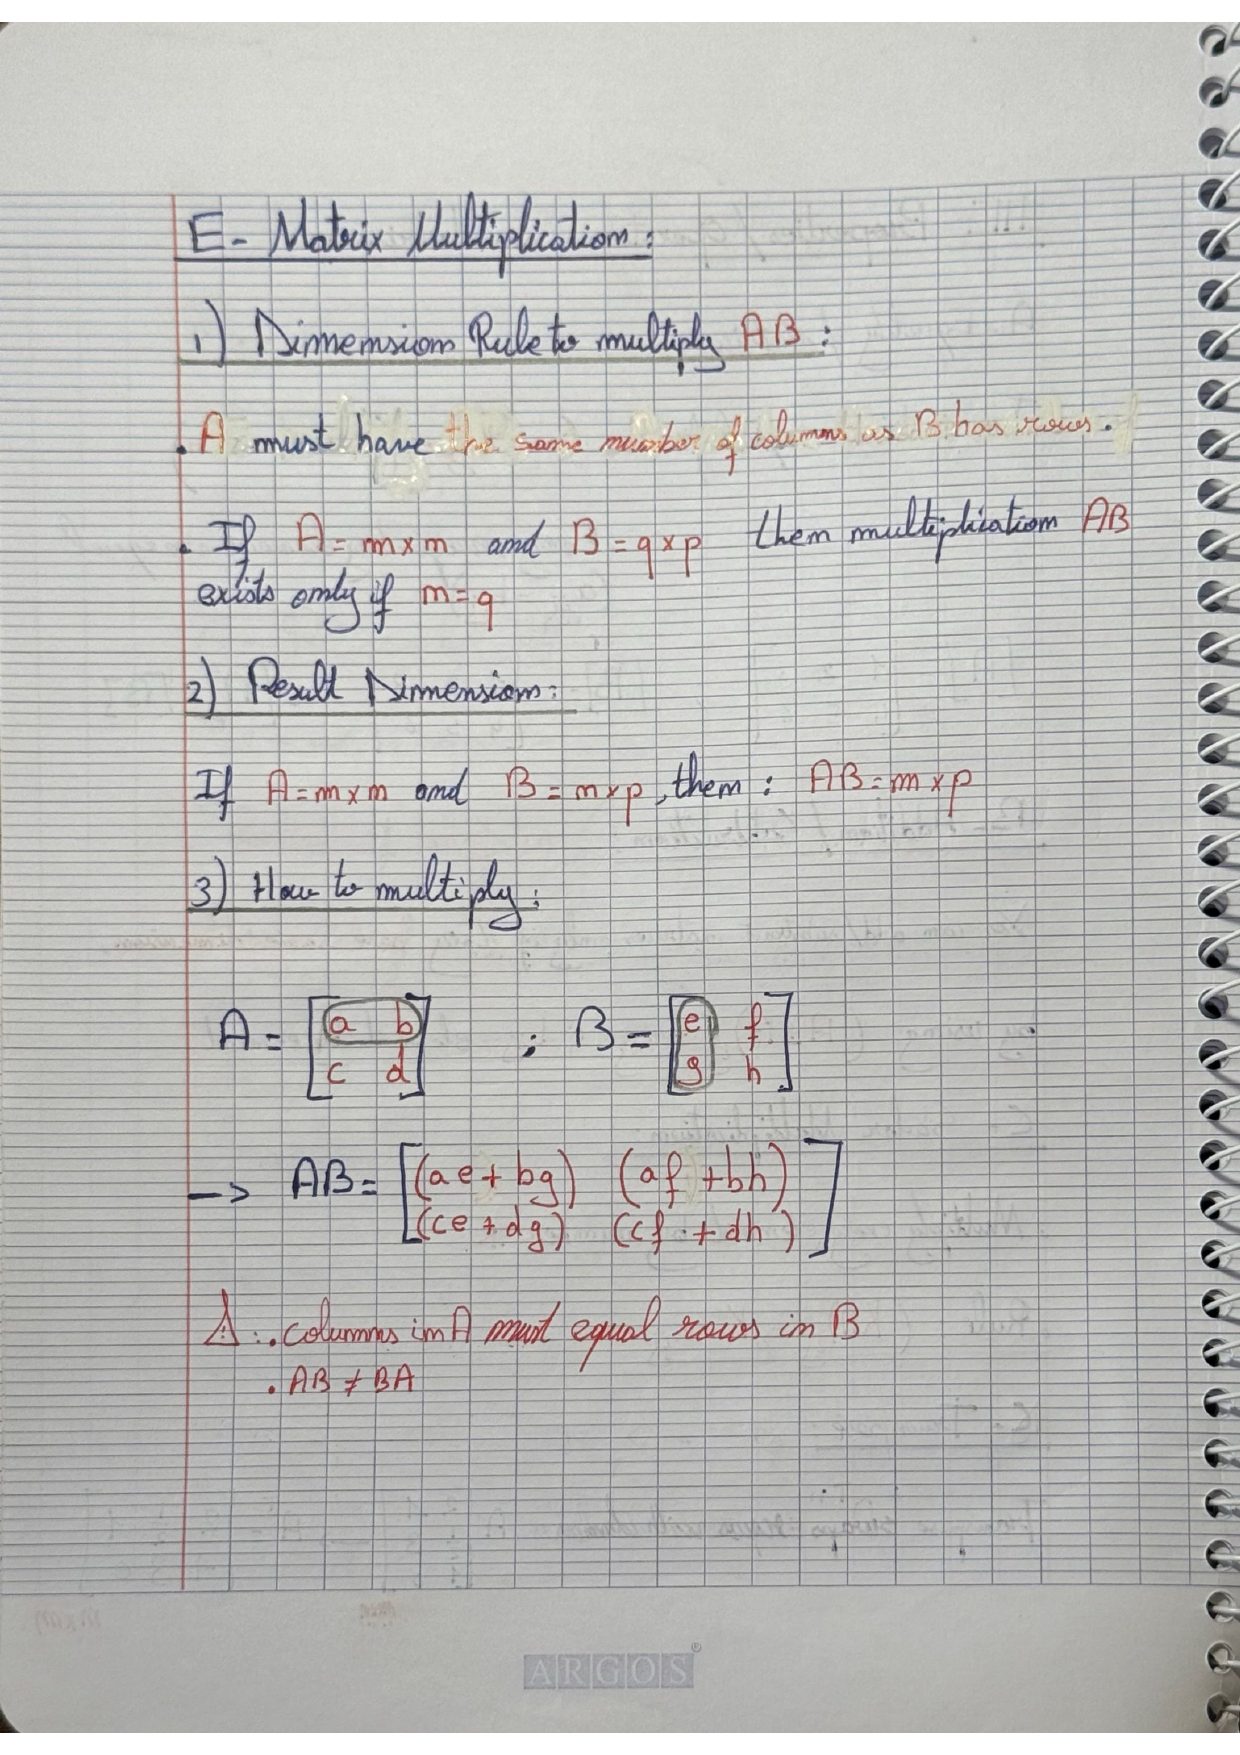 E- Matrix Multiplication:
1) Dimension Rule to multiply AB:
. A must have the same number of columns as B has rows.
. If A = m x n and B = q x p then multiplication AB
exists only if n = q
2) Result Dimension:
If A = m x n and B = n x p, then : AB = m x p
3) How to multiply:
A = [a b ; B = [e f
c d] g h]
-> AB = [(ae + bg) (af + bh)
(ce + dg) (cf + dh)]
⚠ : . columns in A must equal rows in B
. AB ≠ BA
ARGOS®